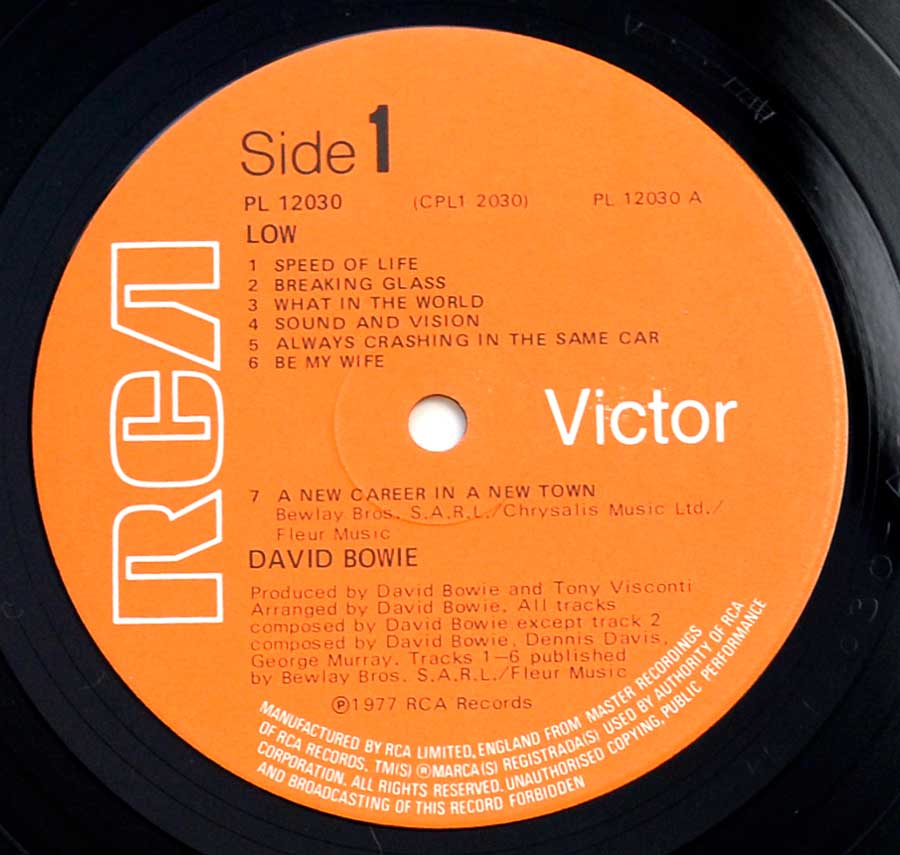 Side 1
PL 12030 (CPL1 2030) PL 12030 A
LOW
1 SPEED OF LIFE
2 BREAKING GLASS
3 WHAT IN THE WORLD
4 SOUND AND VISION
5 ALWAYS CRASHING IN THE SAME CAR
6 BE MY WIFE
RCA
Victor
7 A NEW CAREER IN A NEW TOWN
Bewlay Bros. S.A.R.L./Chrysalis Music Ltd./
Fleur Music
DAVID BOWIE
Produced by David Bowie and Tony Visconti
Arranged by David Bowie. All tracks
composed by David Bowie except track 2
composed by David Bowie, Dennis Davis,
George Murray. Tracks 1–6 published
by Bewlay Bros. S.A.R.L./Fleur Music
Ⓟ1977 RCA Records
MANUFACTURED BY RCA LIMITED, ENGLAND FROM MASTER RECORDINGS
OF RCA RECORDS. TM(S) ® MARCA(S) REGISTRADA(S) USED BY AUTHORITY OF RCA
CORPORATION. ALL RIGHTS RESERVED. UNAUTHORISED COPYING, PUBLIC PERFORMANCE
AND BROADCASTING OF THIS RECORD FORBIDDEN